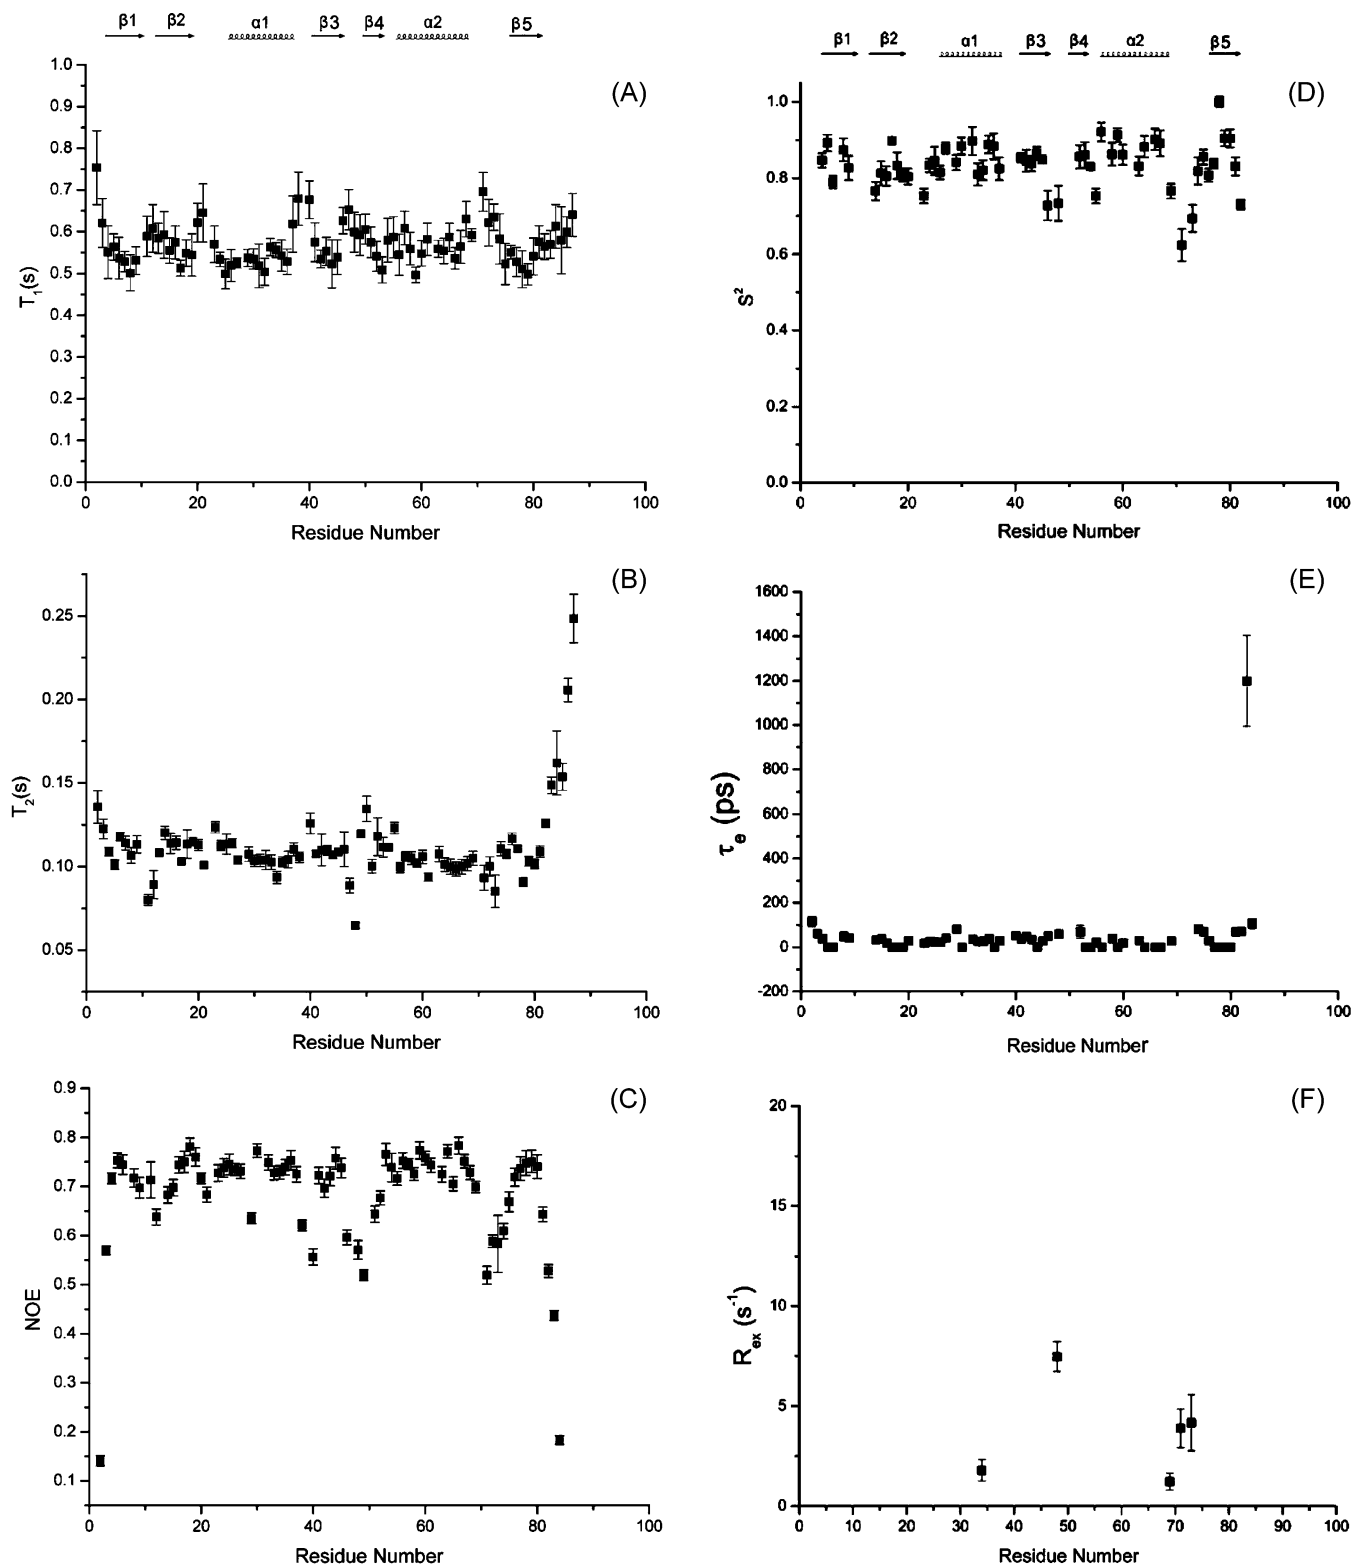 β1 β2 α1 β3 β4 α2 β5
(A)
1.0
0.9
0.8
0.7
0.6
0.5
0.4
0.3
0.2
0.1
0.0
T1(s)
0 20 40 60 80 100
Residue Number
(B)
0.25
0.20
0.15
0.10
0.05
T2(s)
0 20 40 60 80 100
Residue Number
(C)
0.9
0.8
0.7
0.6
0.5
0.4
0.3
0.2
0.1
NOE
0 20 40 60 80 100
Residue Number
β1 β2 α1 β3 β4 α2 β5
(D)
1.0
0.8
0.6
0.4
0.2
0.0
S2
0 20 40 60 80 100
Residue Number
(E)
1600
1400
1200
1000
800
600
400
200
0
-200
τe (ps)
0 20 40 60 80 100
Residue Number
(F)
20
15
10
5
0
Rex (s-1)
0 10 20 30 40 50 60 70 80 90 100
Residue Number